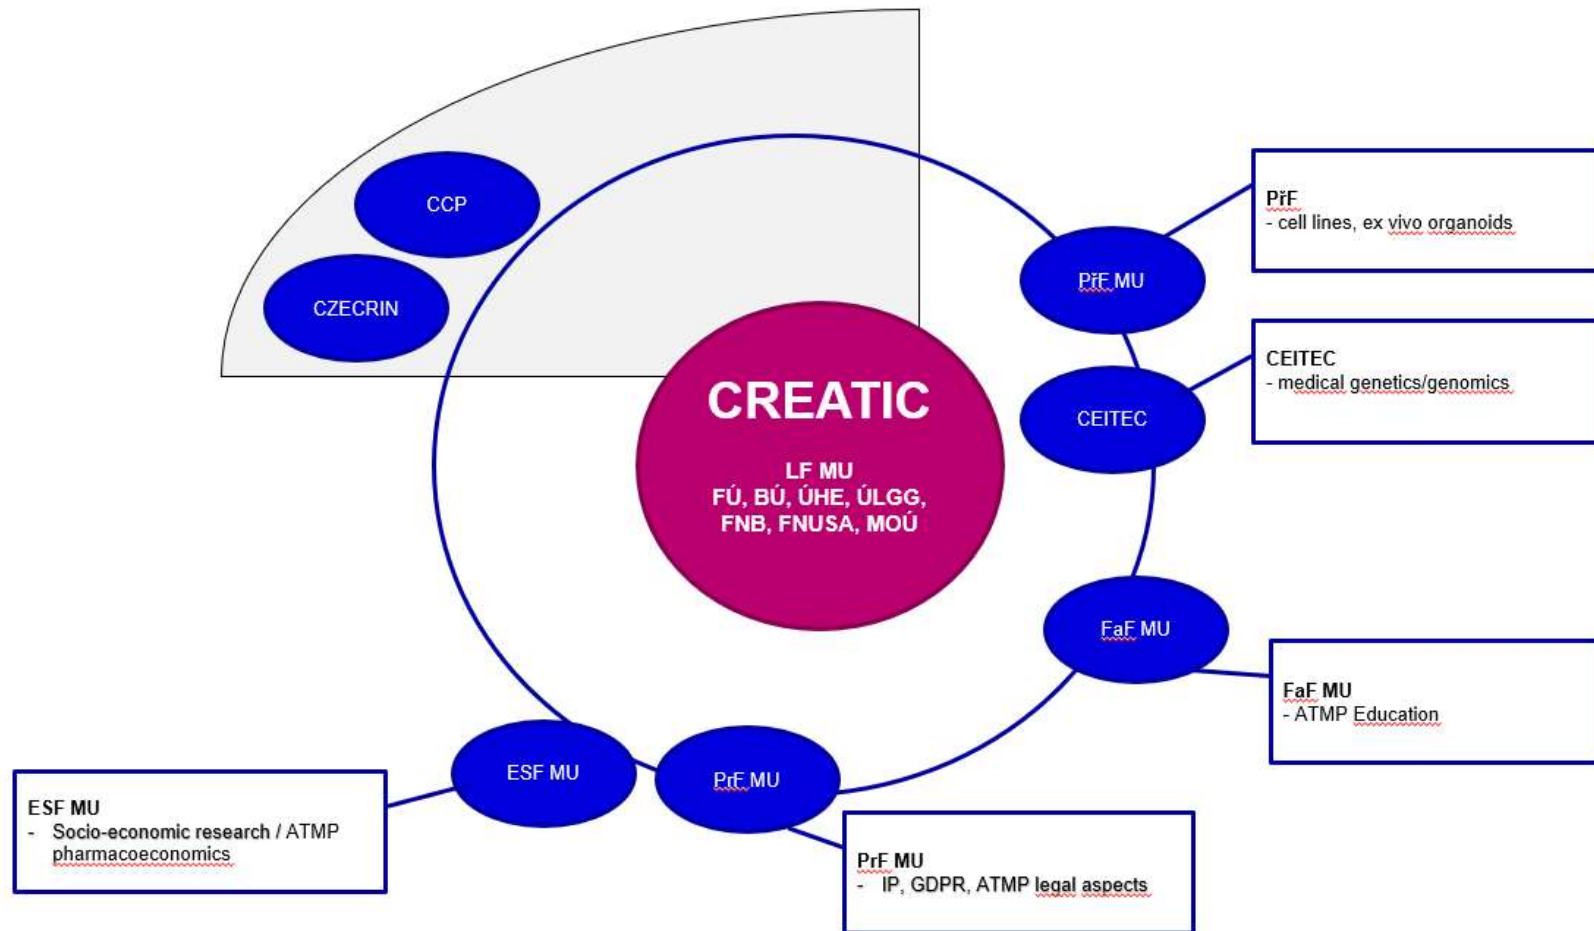 CCP
CZECRIN
CREATIC
LF MU
FÚ, BÚ, ÚHE, ÚLGG,
FNB, FNUSA, MOÚ
PřF MU
PřF
- cell lines, ex vivo organoids
CEITEC
CEITEC
- medical genetics/genomics
FaF MU
FaF MU
- ATMP Education
PrF MU
PrF MU
- IP, GDPR, ATMP legal aspects
ESF MU
ESF MU
- Socio-economic research / ATMP
pharmacoeconomics